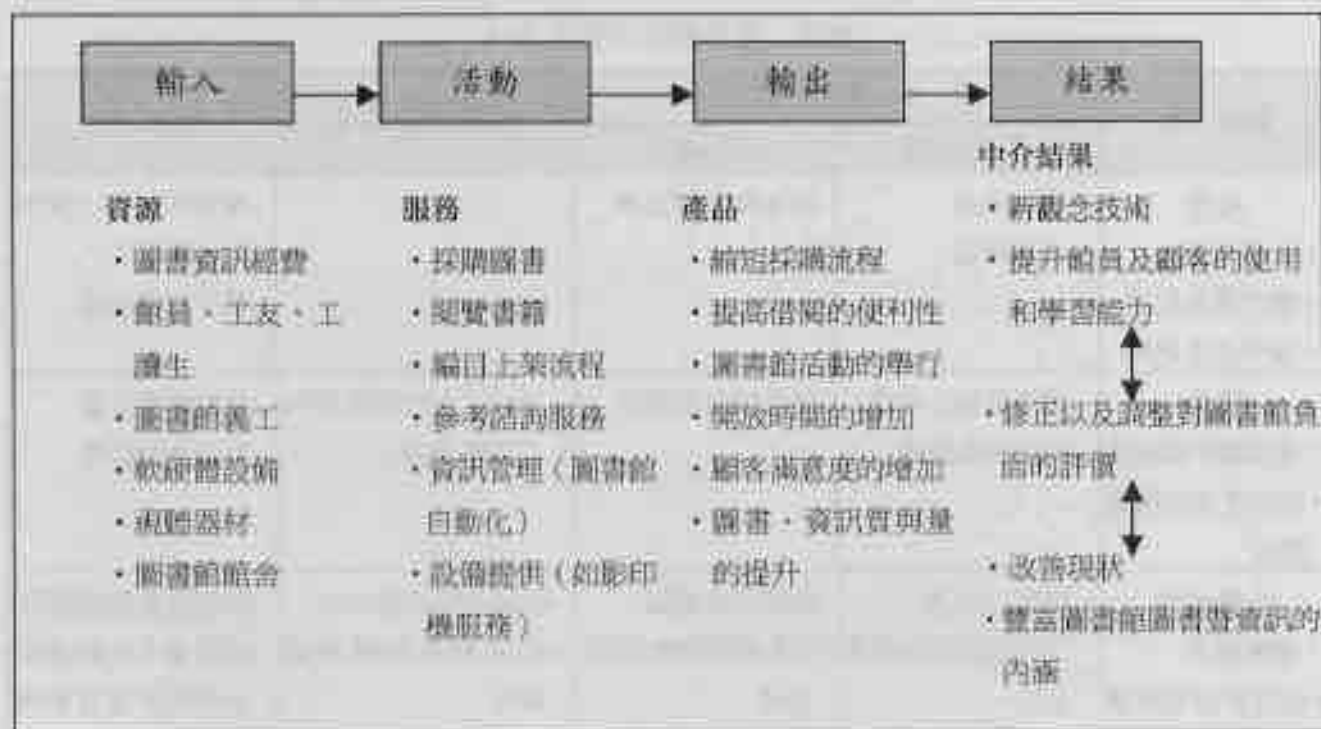 輸入
活動
輸出
結果
資源
・圖書資訊經費
・館員、工友、工
讀生
・圖書館義工
・軟硬體設備
・視聽器材
・圖書館館舍
服務
・採購圖書
・閱覽書籍
・編目上架流程
・參考諮詢服務
・資訊管理（圖書館
自動化）
・設備提供（如影印
機服務）
產品
・縮短採購流程
・提高借閱的便利性
・圖書館活動的舉行
・開放時間的增加
・顧客滿意度的增加
・圖書、資訊質與量
的提升
中介結果
・新觀念技術
・提升館員及顧客的使用
和學習能力
・修正以及調整對圖書館負
面的評價
・改善現狀
・豐富圖書館圖書暨資訊的
內涵